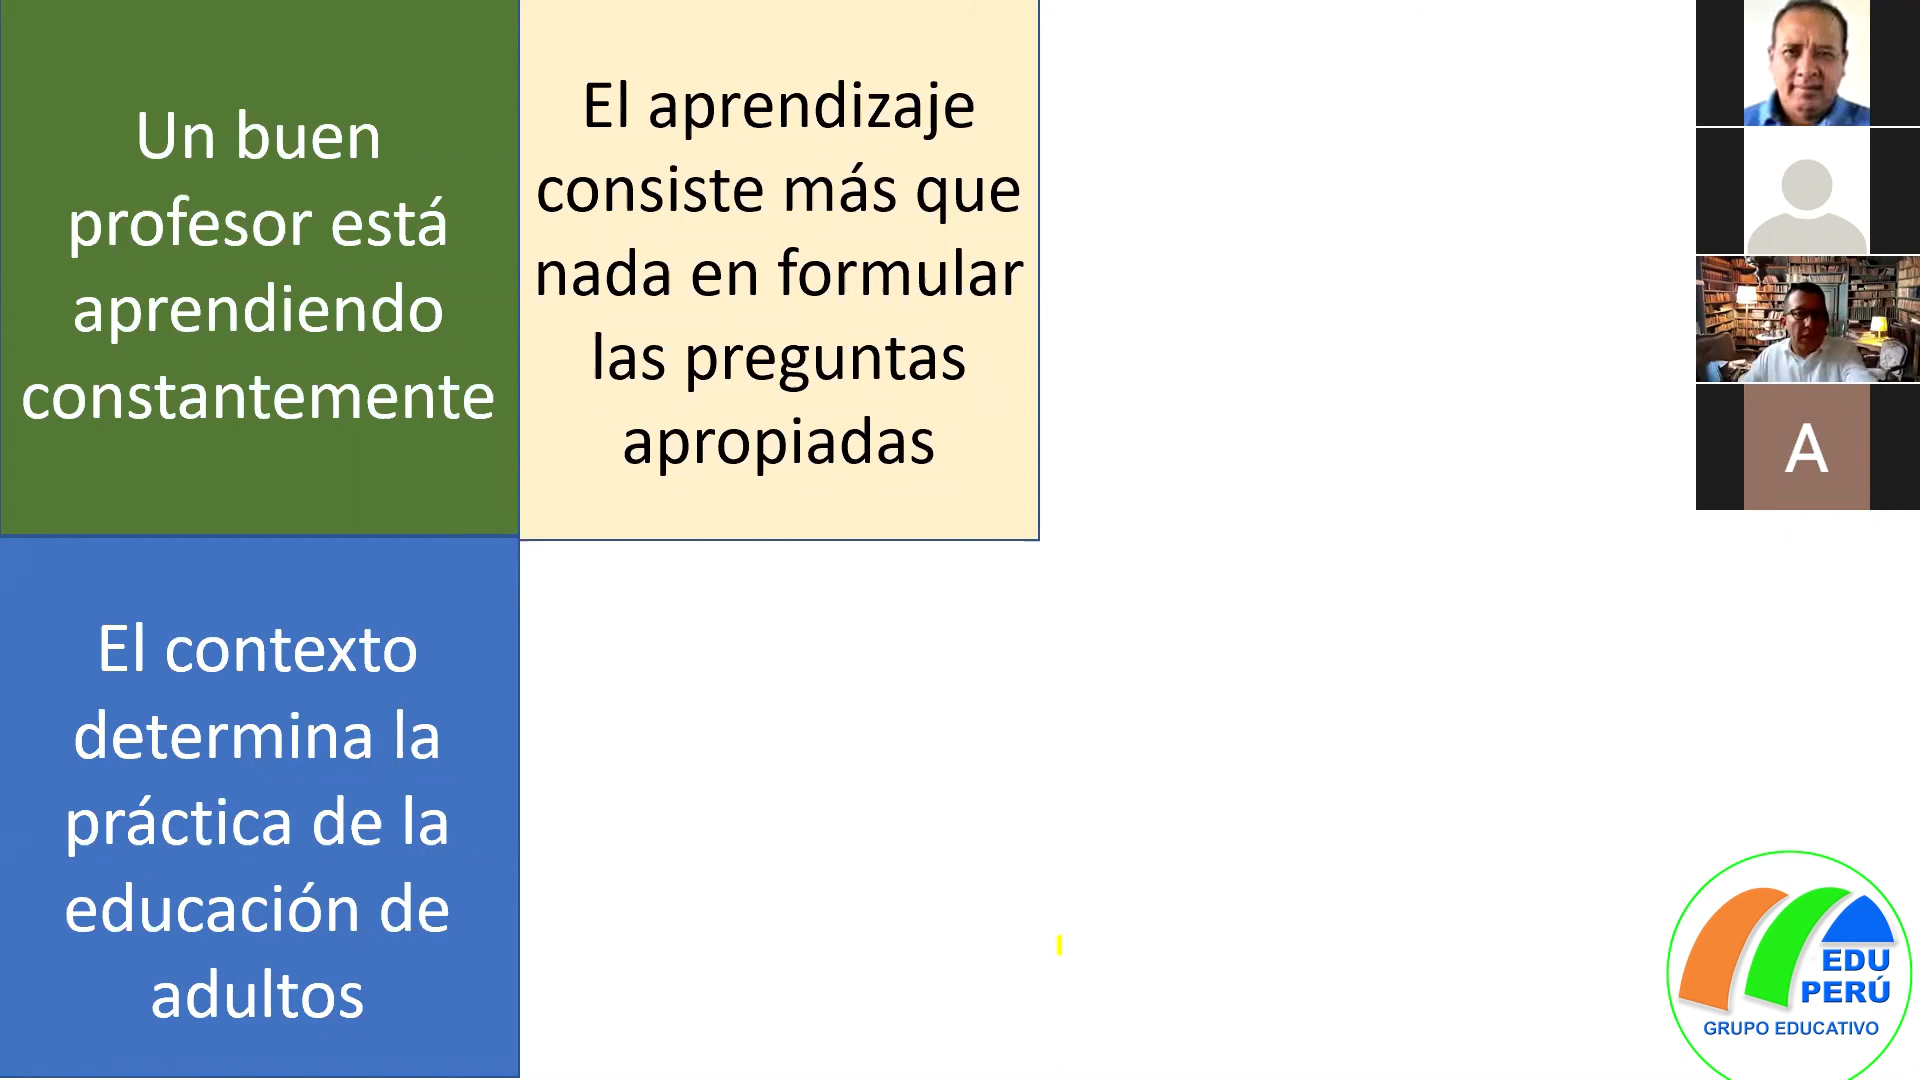 Un buen
profesor está
aprendiendo
constantemente
El aprendizaje
consiste más que
nada en formular
las preguntas
apropiadas
El contexto
determina la
práctica de la
educación de
adultos
A
EDU
PERÚ
GRUPO EDUCATIVO